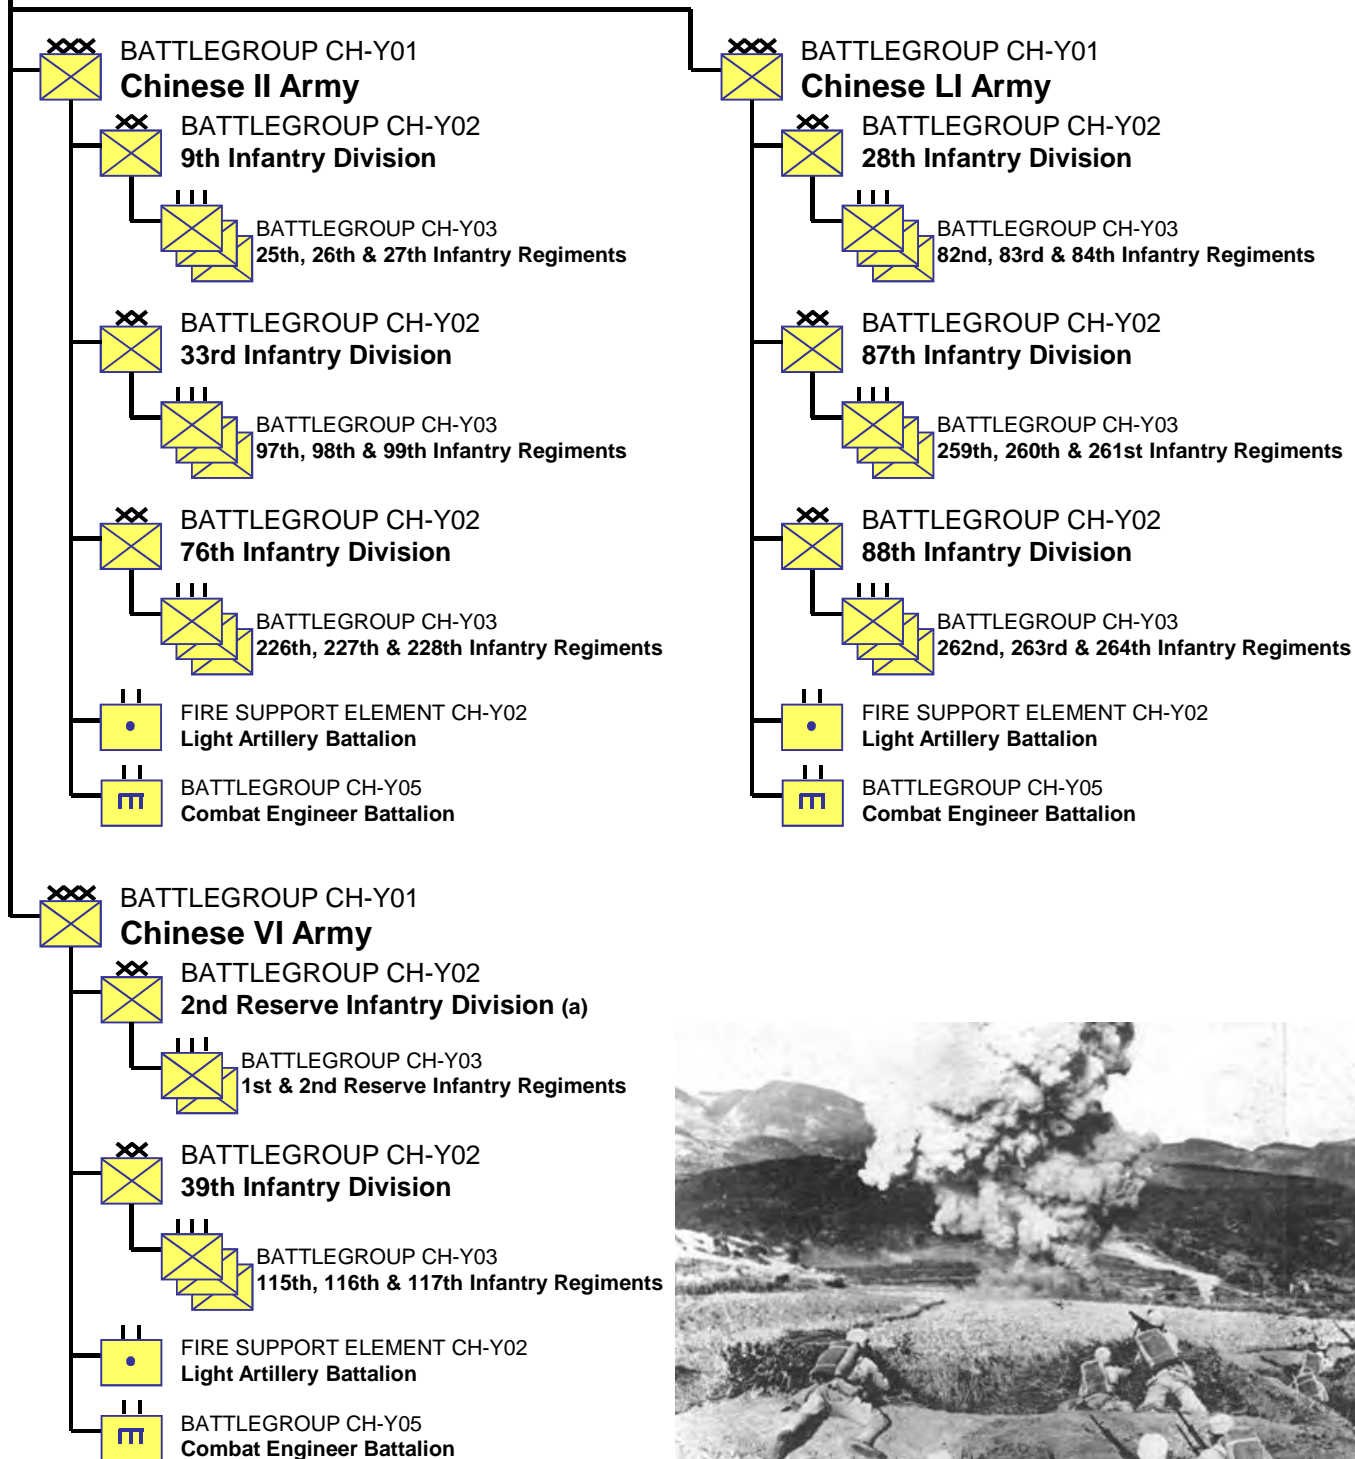 BATTLEGROUP CH-Y01
Chinese II Army
BATTLEGROUP CH-Y02
9th Infantry Division
BATTLEGROUP CH-Y03
25th, 26th & 27th Infantry Regiments
BATTLEGROUP CH-Y02
33rd Infantry Division
BATTLEGROUP CH-Y03
97th, 98th & 99th Infantry Regiments
BATTLEGROUP CH-Y02
76th Infantry Division
BATTLEGROUP CH-Y03
226th, 227th & 228th Infantry Regiments
FIRE SUPPORT ELEMENT CH-Y02
Light Artillery Battalion
BATTLEGROUP CH-Y05
Combat Engineer Battalion
BATTLEGROUP CH-Y01
Chinese VI Army
BATTLEGROUP CH-Y02
2nd Reserve Infantry Division (a)
BATTLEGROUP CH-Y03
1st & 2nd Reserve Infantry Regiments
BATTLEGROUP CH-Y02
39th Infantry Division
BATTLEGROUP CH-Y03
115th, 116th & 117th Infantry Regiments
FIRE SUPPORT ELEMENT CH-Y02
Light Artillery Battalion
BATTLEGROUP CH-Y05
Combat Engineer Battalion
BATTLEGROUP CH-Y01
Chinese LI Army
BATTLEGROUP CH-Y02
28th Infantry Division
BATTLEGROUP CH-Y03
82nd, 83rd & 84th Infantry Regiments
BATTLEGROUP CH-Y02
87th Infantry Division
BATTLEGROUP CH-Y03
259th, 260th & 261st Infantry Regiments
BATTLEGROUP CH-Y02
88th Infantry Division
BATTLEGROUP CH-Y03
262nd, 263rd & 264th Infantry Regiments
FIRE SUPPORT ELEMENT CH-Y02
Light Artillery Battalion
BATTLEGROUP CH-Y05
Combat Engineer Battalion